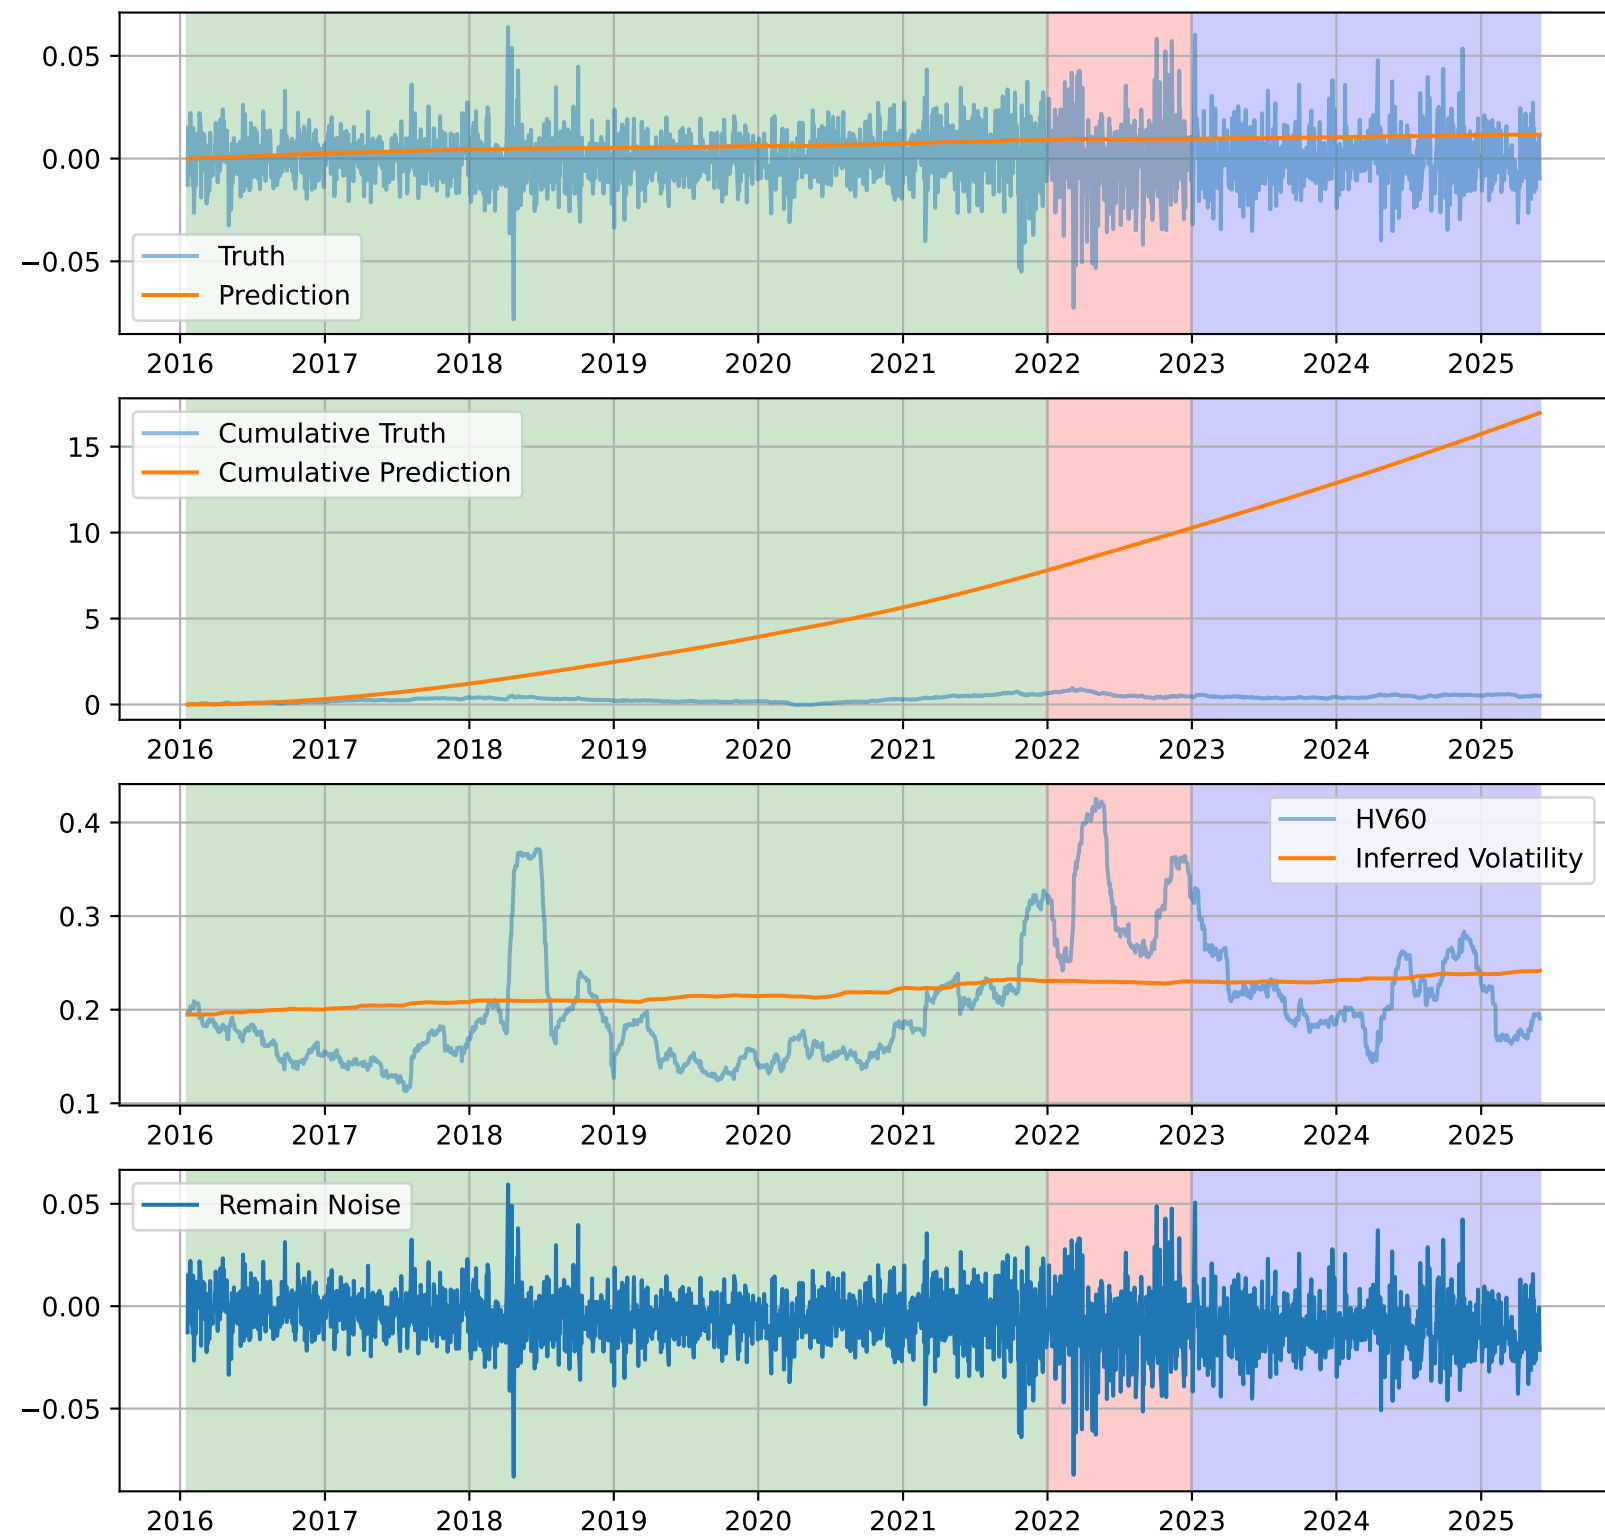 0.05
0.00
−0.05
Truth
Prediction
2016 2017 2018 2019 2020 2021 2022 2023 2024 2025
15
10
5
0
Cumulative Truth
Cumulative Prediction
2016 2017 2018 2019 2020 2021 2022 2023 2024 2025
0.4
0.3
0.2
0.1
HV60
Inferred Volatility
2016 2017 2018 2019 2020 2021 2022 2023 2024 2025
0.05
0.00
−0.05
Remain Noise
2016 2017 2018 2019 2020 2021 2022 2023 2024 2025